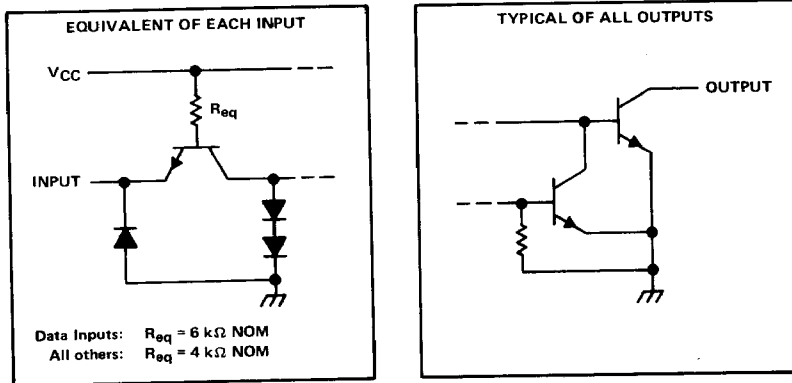 EQUIVALENT OF EACH INPUT
VCC
Req
INPUT
Data Inputs: Req = 6 kΩ NOM
All others: Req = 4 kΩ NOM
TYPICAL OF ALL OUTPUTS
OUTPUT